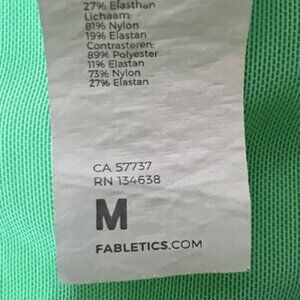 27% Elasthan
Lichaam:
81% Nylon
19% Elastan
Contrasteren:
89% Polyester
11% Elastan
73% Nylon
27% Elastan
CA 57737
RN 134638
M
FABLETICS.COM